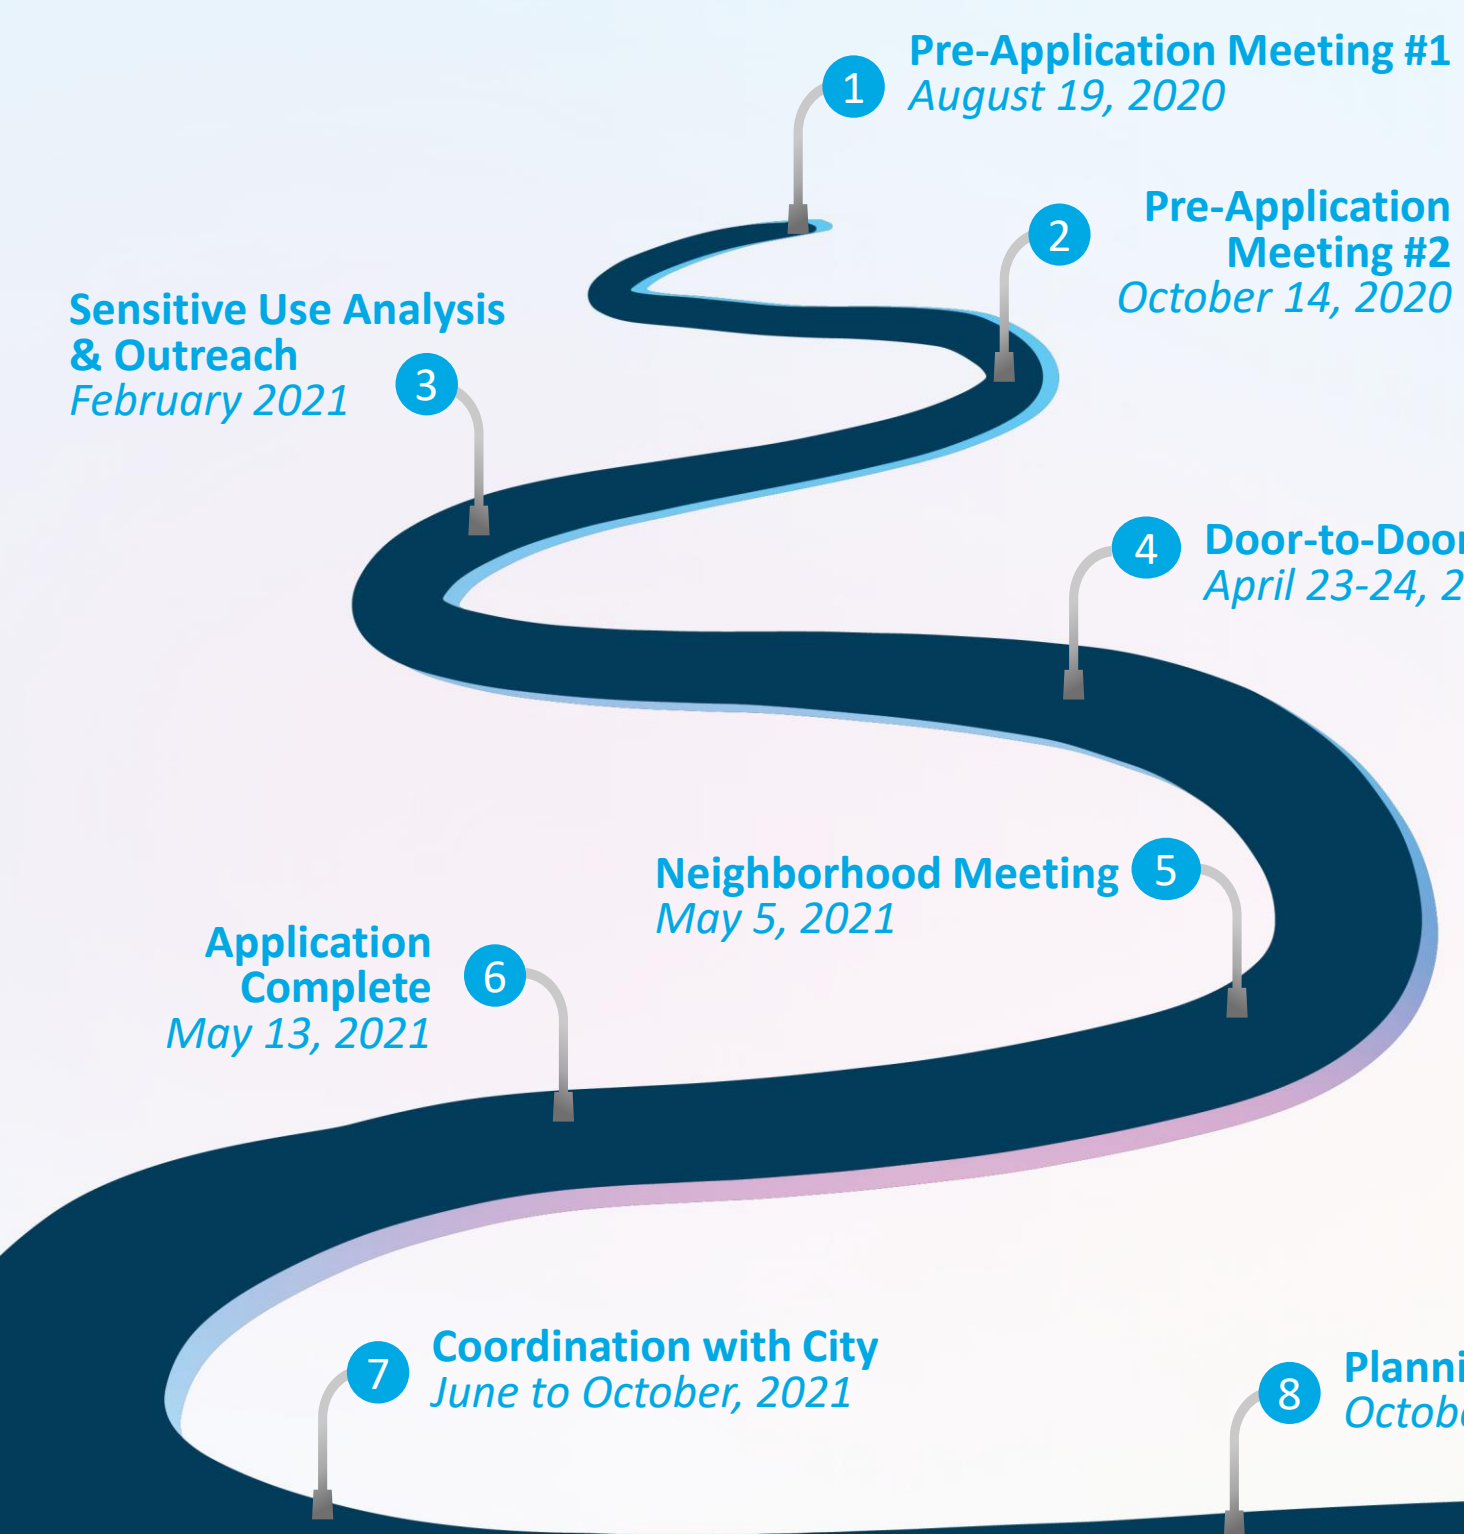 1
Pre-Application Meeting #1
August 19, 2020
2
Pre-Application
Meeting #2
October 14, 2020
Sensitive Use Analysis
& Outreach
February 2021
3
4
Door-to-Door
April 23-24, 2
Neighborhood Meeting
May 5, 2021
5
Application
Complete
May 13, 2021
6
7
Coordination with City
June to October, 2021
8